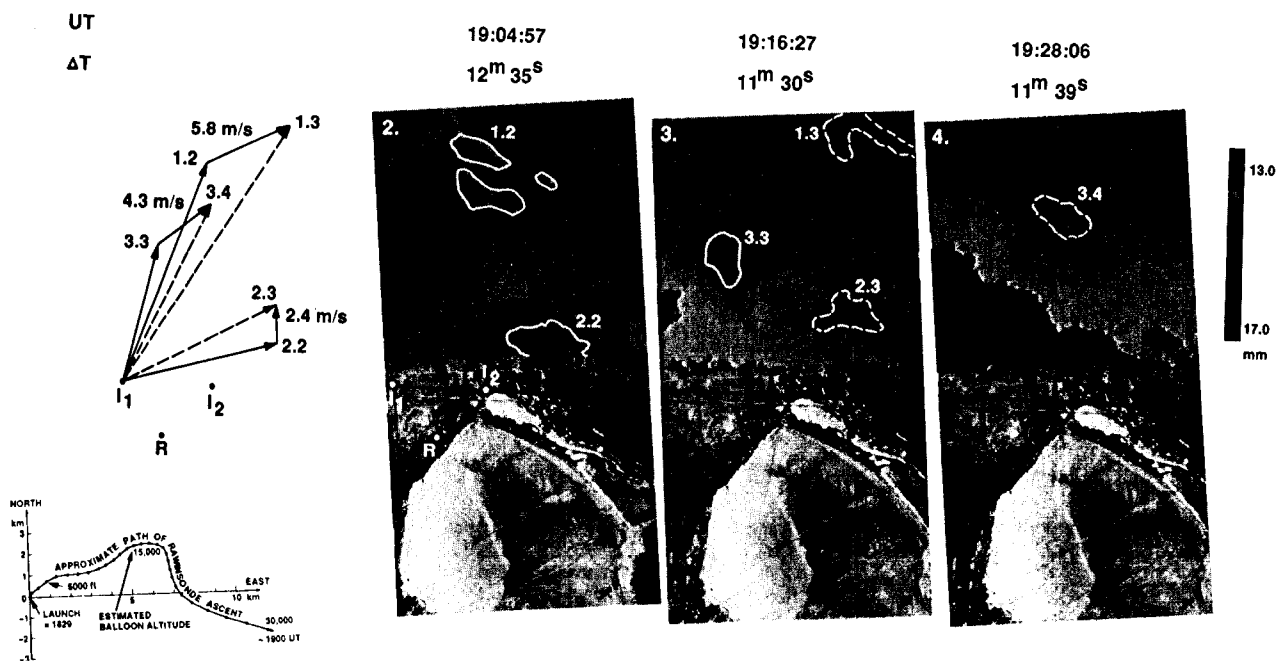 UT
ΔT
19:04:57
12ᵐ 35ˢ
19:16:27
11ᵐ 30ˢ
19:28:06
11ᵐ 39ˢ
5.8 m/s
1.3
1.2
4.3 m/s
3.4
3.3
2.3
2.4 m/s
2.2
I₁
I₂
R
2.
1.2
2.2
I₂
R
3.
1.3
3.3
2.3
4.
3.4
13.0
17.0
mm
NORTH
km
3
2
1
0
-1
-2
-3
APPROXIMATE PATH OF RAWINSONDE ASCENT
15,000
5000 ft
EAST
5
10 km
LAUNCH
≈ 1829
ESTIMATED
BALLOON ALTITUDE
30,000
~ 1900 UT